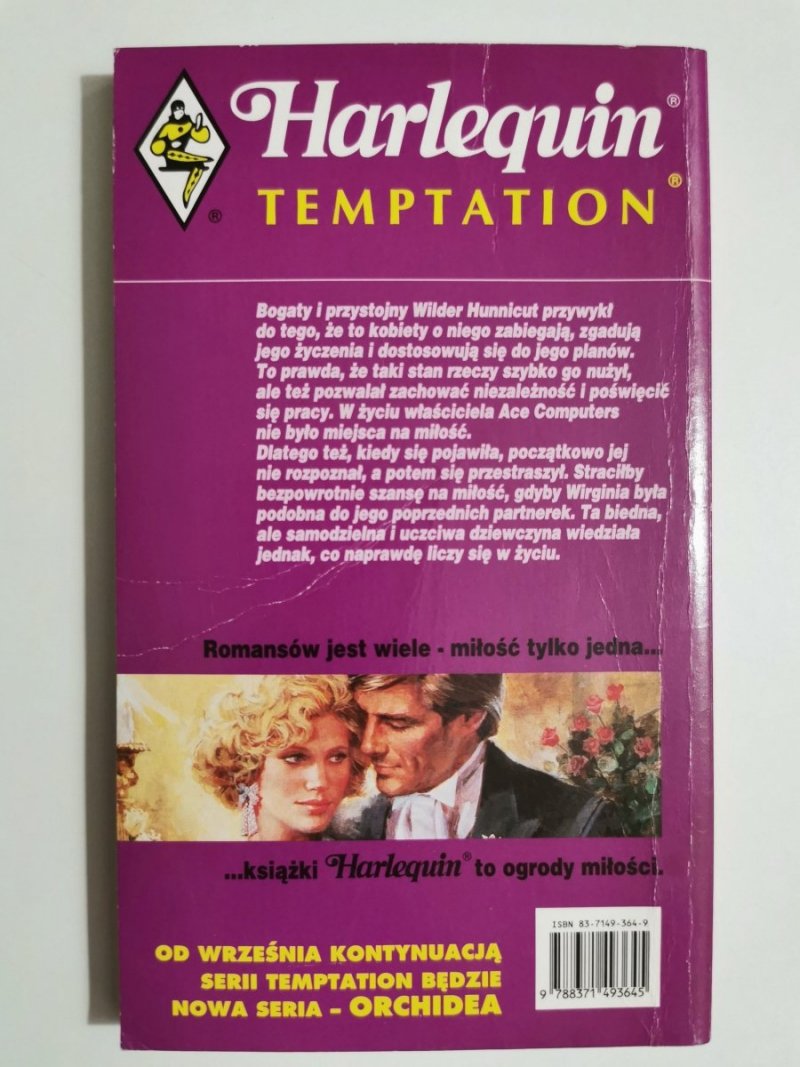 Harlequin®
TEMPTATION®
®
Bogaty i przystojny Wilder Hunnicut przywykł
do tego, że to kobiety o niego zabiegają, zgadują
jego życzenia i dostosowują się do jego planów.
To prawda, że taki stan rzeczy szybko go nużył,
ale też pozwalał zachować niezależność i poświęcić
się pracy. W życiu właściciela Ace Computers
nie było miejsca na miłość.
Dlatego też, kiedy się pojawiła, początkowo jej
nie rozpoznał, a potem się przestraszył. Straciłby
bezpowrotnie szansę na miłość, gdyby Wirginia była
podobna do jego poprzednich partnerek. Ta biedna,
ale samodzielna i uczciwa dziewczyna wiedziała
jednak, co naprawdę liczy się w życiu.
Romansów jest wiele - miłość tylko jedna...
...książki Harlequin® to ogrody miłości.
OD WRZEŚNIA KONTYNUACJĄ
SERII TEMPTATION BĘDZIE
NOWA SERIA – ORCHIDEA
ISBN 83-7149-364-9
9 788371 493645